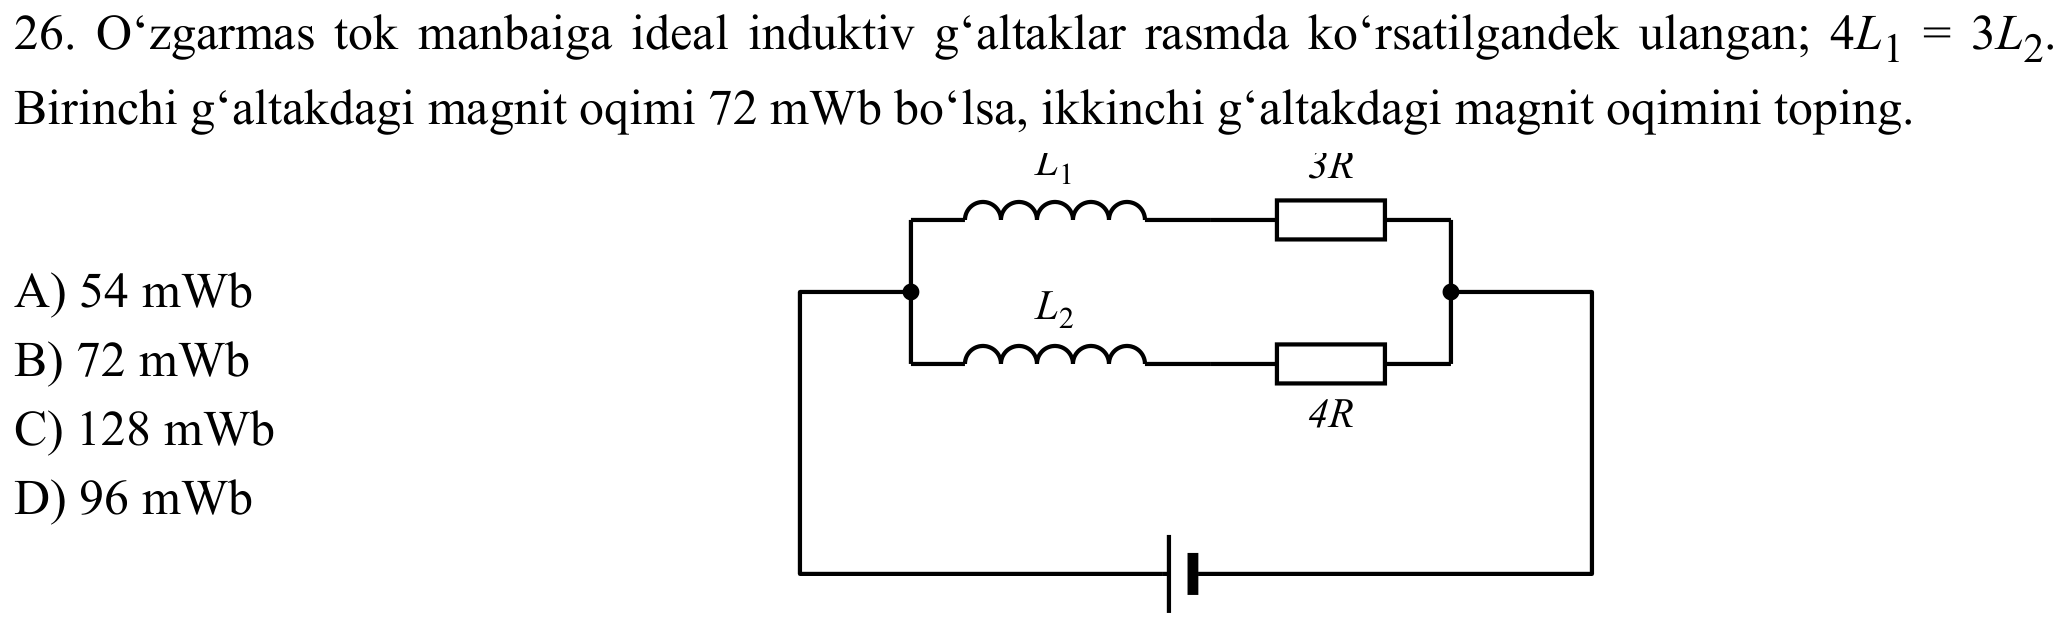 26. O‘zgarmas tok manbaiga ideal induktiv g‘altaklar rasmda ko‘rsatilgandek ulangan; 4L₁ = 3L₂.
Birinchi g‘altakdagi magnit oqimi 72 mWb bo‘lsa, ikkinchi g‘altakdagi magnit oqimini toping.
L₁ 3R
A) 54 mWb
L₂
B) 72 mWb
4R
C) 128 mWb
D) 96 mWb